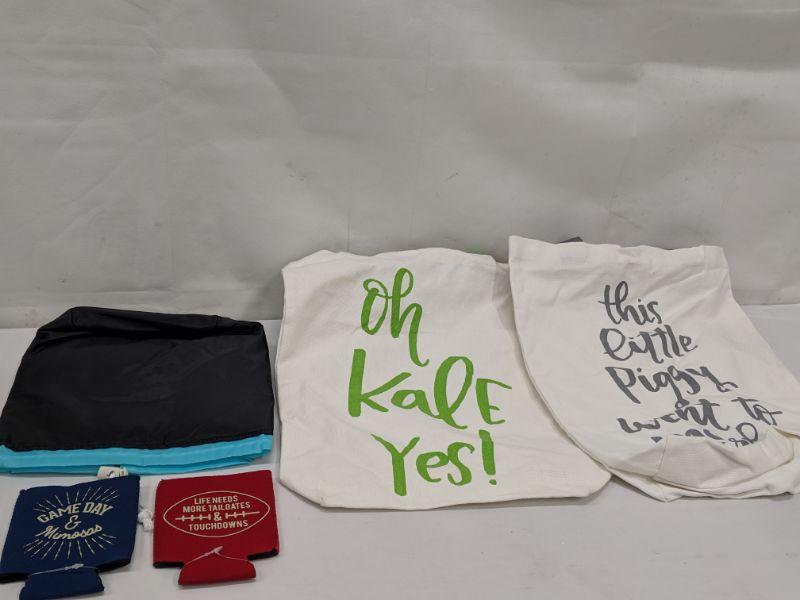 Oh
Kale
Yes!
this
little
Piggy
went to
GAME DAY
&
Mimosas
LIFE NEEDS
MORE TAILGATES
&
TOUCHDOWNS